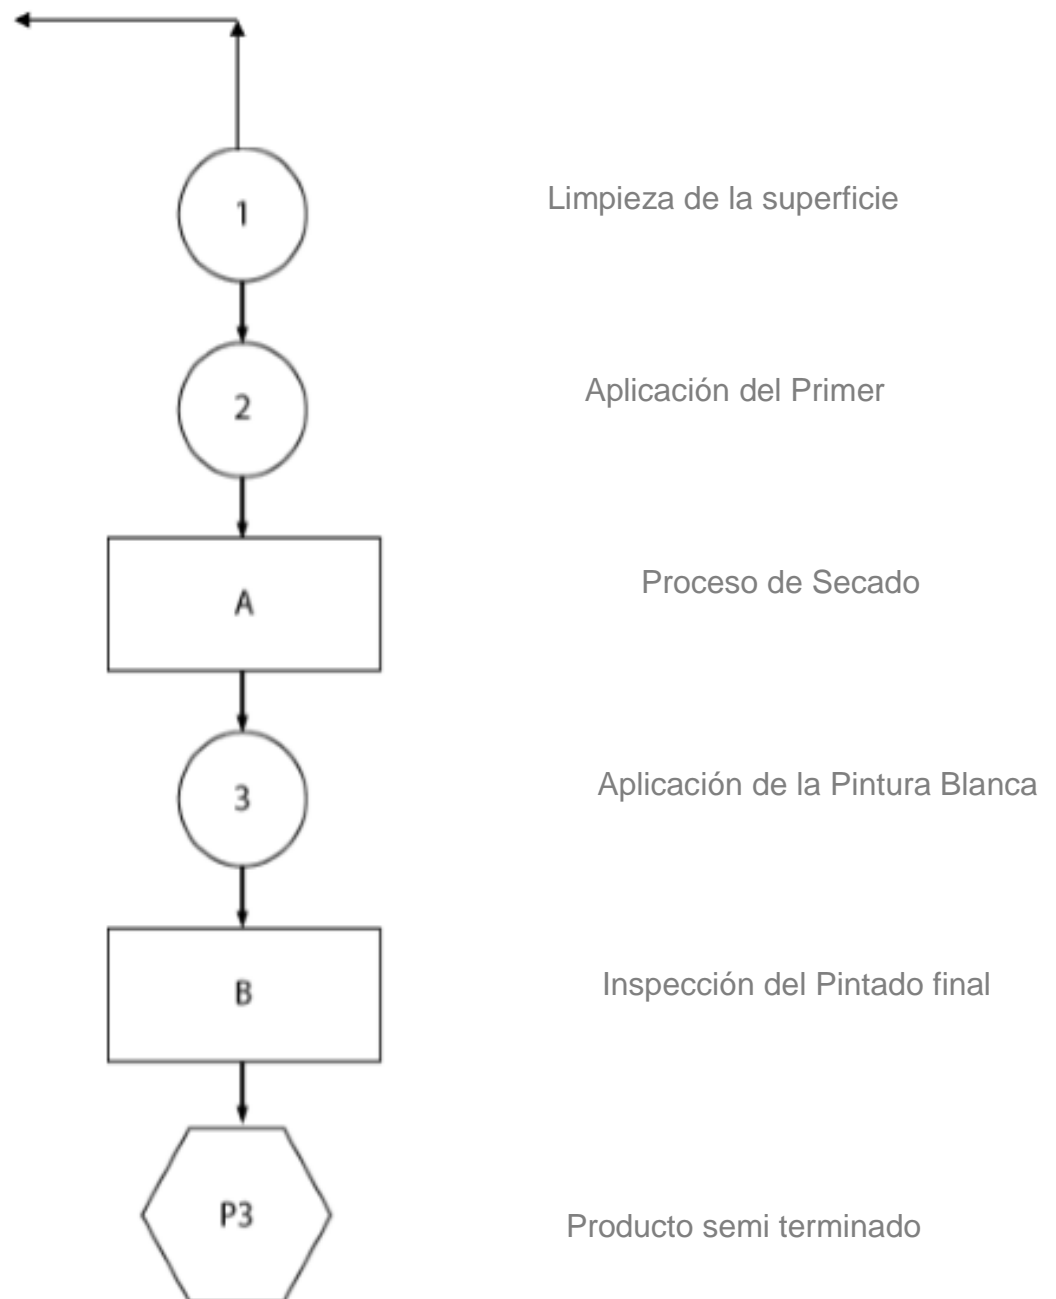 1
Limpieza de la superficie
2
Aplicación del Primer
A
Proceso de Secado
3
Aplicación de la Pintura Blanca
B
Inspección del Pintado final
P3
Producto semi terminado